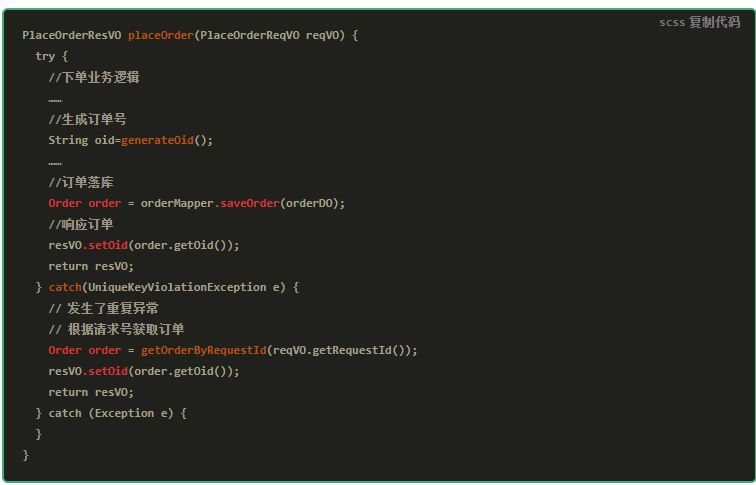 scss 复制代码
PlaceOrderResVO placeOrder(PlaceOrderReqVO reqVO) {
  try {
    //下单业务逻辑
    ……
    //生成订单号
    String oid=generateOid();
    ……
    //订单落库
    Order order = orderMapper.saveOrder(orderDO);
    //响应订单
    resVO.setOid(order.getOid());
    return resVO;
  } catch(UniqueKeyViolationException e) {
    // 发生了重复异常
    // 根据请求号获取订单
    Order order = getOrderByRequestId(reqVO.getRequestId());
    resVO.setOid(order.getOid());
    return resVO;
  } catch (Exception e) {
  }
}